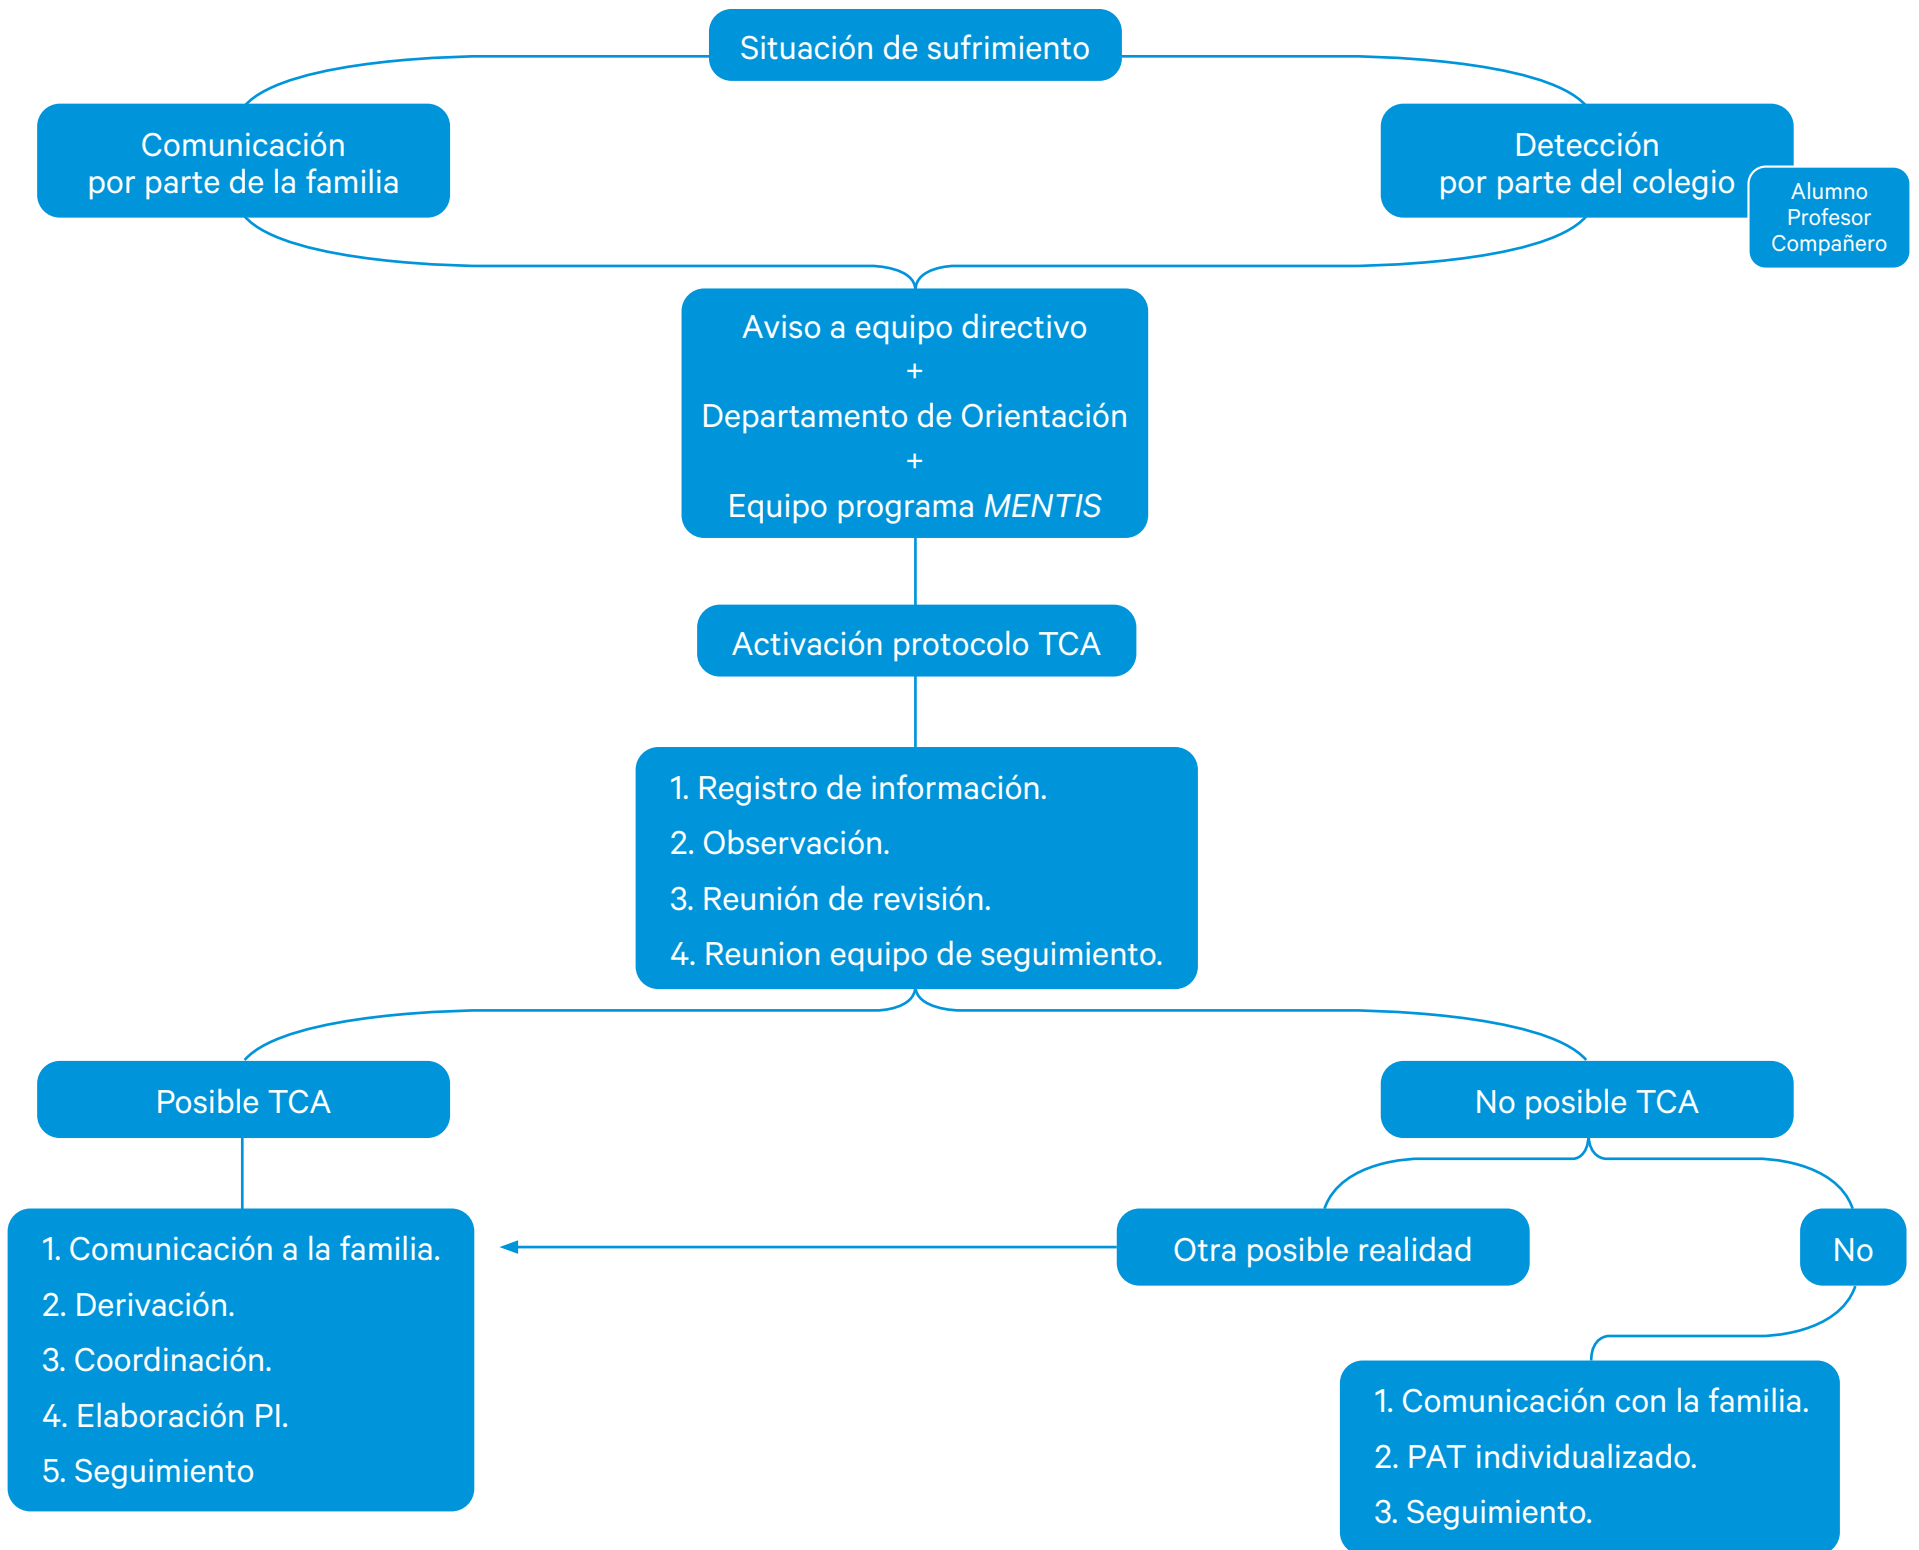 Situación de sufrimiento
Comunicación
por parte de la familia
Detección
por parte del colegio
Alumno
Profesor
Compañero
Aviso a equipo directivo
+
Departamento de Orientación
+
Equipo programa MENTIS
Activación protocolo TCA
1. Registro de información.
2. Observación.
3. Reunión de revisión.
4. Reunion equipo de seguimiento.
Posible TCA
No posible TCA
1. Comunicación a la familia.
2. Derivación.
3. Coordinación.
4. Elaboración PI.
5. Seguimiento
Otra posible realidad
No
1. Comunicación con la familia.
2. PAT individualizado.
3. Seguimiento.